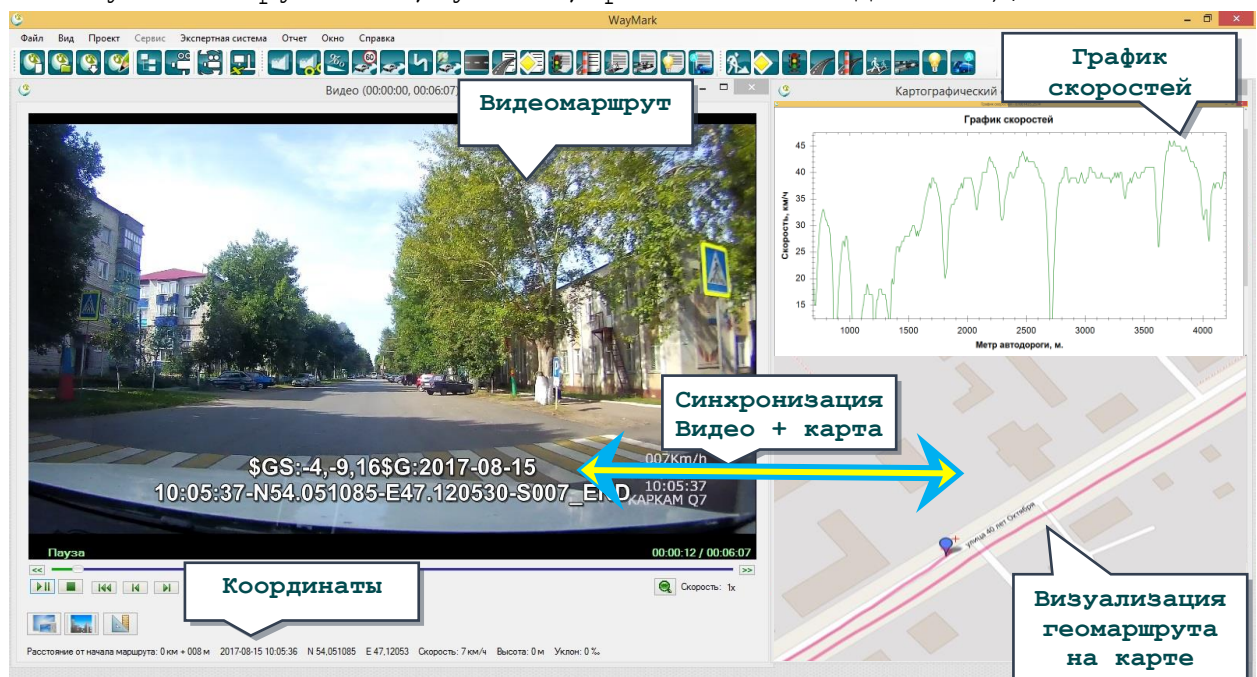 WayMark
Файл Вид Проект Сервис Экспертная система Отчет Окно Справка
График
скоростей
Видео (00:00:00, 00:06:07)
Видеомаршрут
Картографический
График скоростей
45
40
35
30
25
20
15
Скорость, км/ч
1000 1500 2000 2500 3000 3500 4000
Метр автодороги, м.
Синхронизация
Видео + карта
007Km/h
$GS:-4,-9,16$G:2017-08-15
10:05:37-N54.051085-E47.120530-S007_END
10:05:37
КАРКАМ Q7
улица 40 лет Октября
Пауза
00:00:12 / 00:06:07
<< >>
Скорость: 1x
Координаты
Визуализация
геомаршрута
на карте
Расстояние от начала маршрута: 0 км + 008 м 2017-08-15 10:05:36 N 54,051085 E 47,12053 Скорость: 7 км/ч Высота: 0 м Уклон: 0 ‰